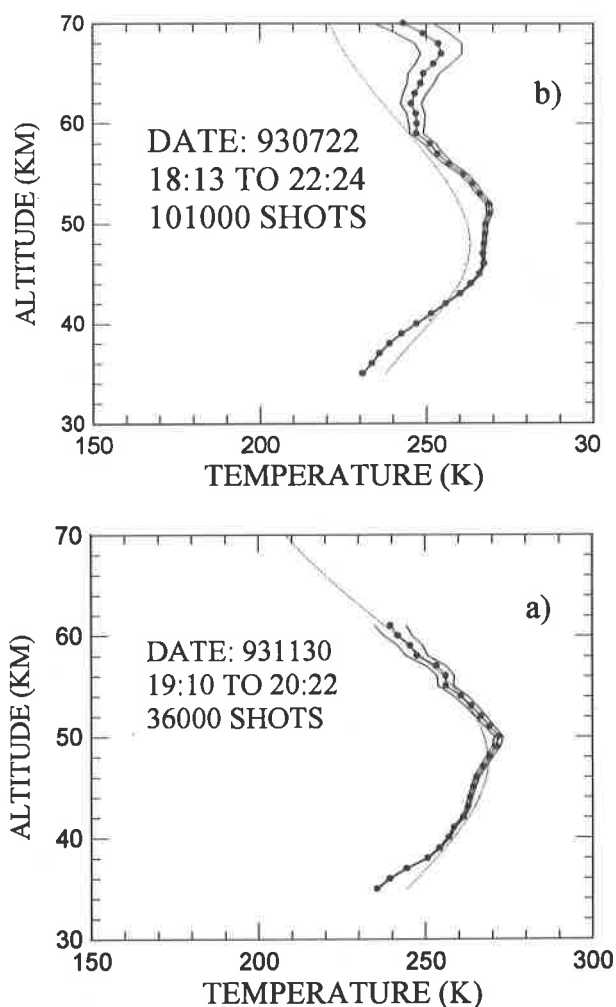 70
60
50
40
30
ALTITUDE (KM)
b)
DATE: 930722
18:13 TO 22:24
101000 SHOTS
150 200 250 30
TEMPERATURE (K)
70
60
50
40
30
ALTITUDE (KM)
a)
DATE: 931130
19:10 TO 20:22
36000 SHOTS
150 200 250 300
TEMPERATURE (K)